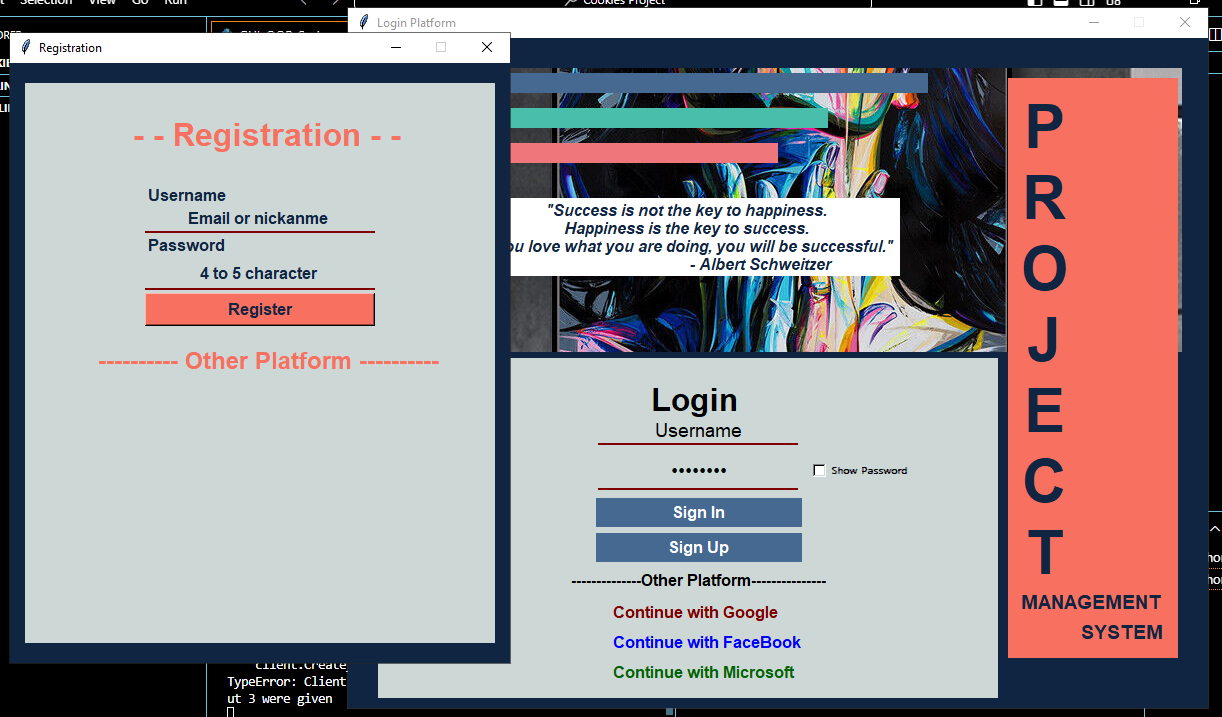 Selection View Go Run
Cookies Project
Login Platform
Registration
- - Registration - -
Username
Email or nickanme
Password
4 to 5 character
Register
---------- Other Platform ----------
"Success is not the key to happiness.
Happiness is the key to success.
you love what you are doing, you will be successful."
- Albert Schweitzer
P
R
O
J
E
C
T
MANAGEMENT
SYSTEM
Login
Username
••••••••
Show Password
Sign In
Sign Up
--------------Other Platform---------------
Continue with Google
Continue with FaceBook
Continue with Microsoft
client.Create_
TypeError: Client
ut 3 were given